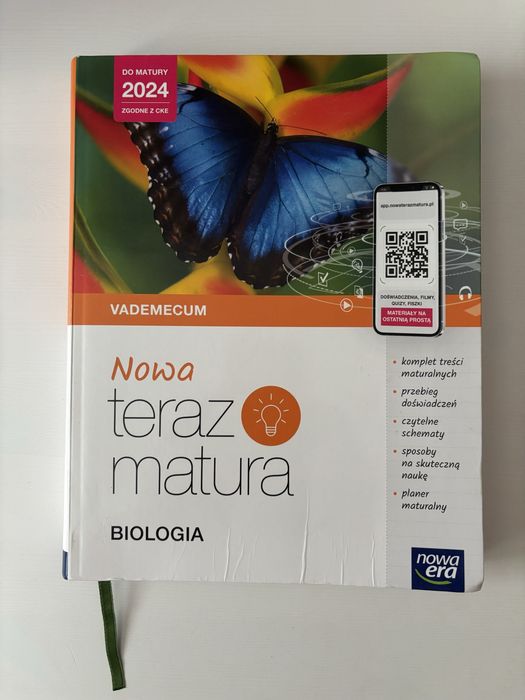 DO MATURY
2024
ZGODNE Z CKE
app.nowaterazmatura.pl
DOŚWIADCZENIA, FILMY,
QUIZY, FISZKI
MATERIAŁY NA
OSTATNIĄ PROSTĄ
VADEMECUM
Nowa
teraz
matura
BIOLOGIA
• komplet treści
maturalnych
• przebieg
doświadczeń
• czytelne
schematy
• sposoby
na skuteczną
naukę
• planer
maturalny
nowa
era